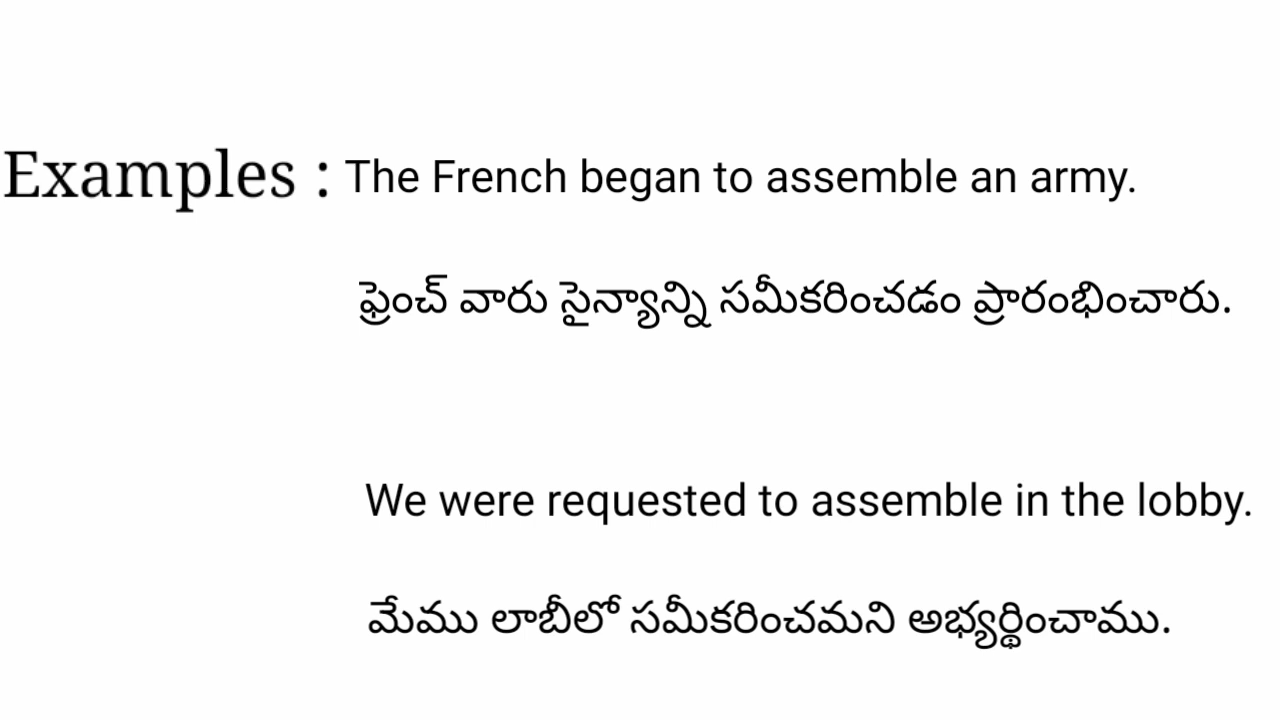 Examples : The French began to assemble an army.
ఫ్రెంచ్ వారు సైన్యాన్ని సమీకరించడం ప్రారంభించారు.
We were requested to assemble in the lobby.
మేము లాబీలో సమీకరించమని అభ్యర్థించాము.